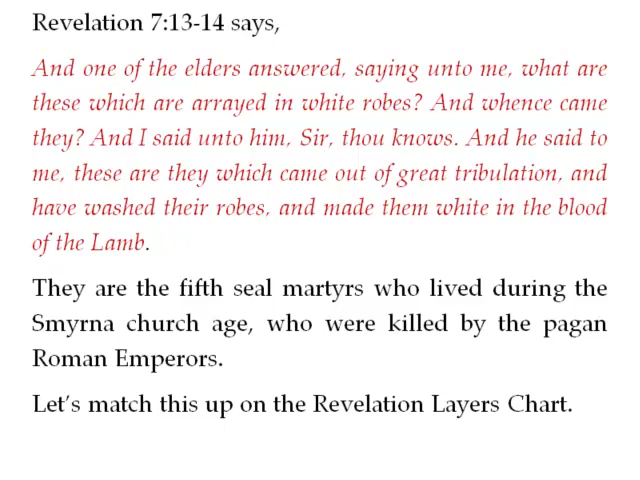 Revelation 7:13-14 says,
And one of the elders answered, saying unto me, what are
these which are arrayed in white robes? And whence came
they? And I said unto him, Sir, thou knows. And he said to
me, these are they which came out of great tribulation, and
have washed their robes, and made them white in the blood
of the Lamb.
They are the fifth seal martyrs who lived during the
Smyrna church age, who were killed by the pagan
Roman Emperors.
Let's match this up on the Revelation Layers Chart.